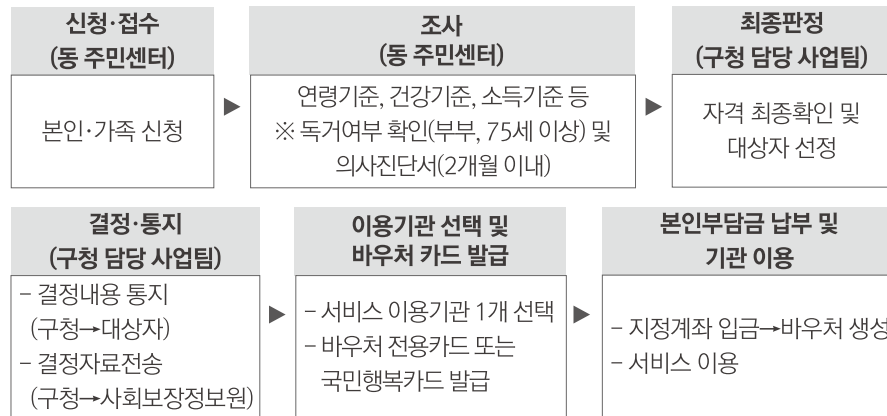 신청·접수
(동 주민센터)
본인·가족 신청
▶
조사
(동 주민센터)
연령기준, 건강기준, 소득기준 등
※ 독거여부 확인(부부, 75세 이상) 및
의사진단서(2개월 이내)
▶
최종판정
(구청 담당 사업팀)
자격 최종확인 및
대상자 선정
결정·통지
(구청 담당 사업팀)
– 결정내용 통지
(구청→대상자)
– 결정자료전송
(구청→사회보장정보원)
▶
이용기관 선택 및
바우처 카드 발급
– 서비스 이용기관 1개 선택
– 바우처 전용카드 또는
국민행복카드 발급
▶
본인부담금 납부 및
기관 이용
– 지정계좌 입금→바우처 생성
– 서비스 이용